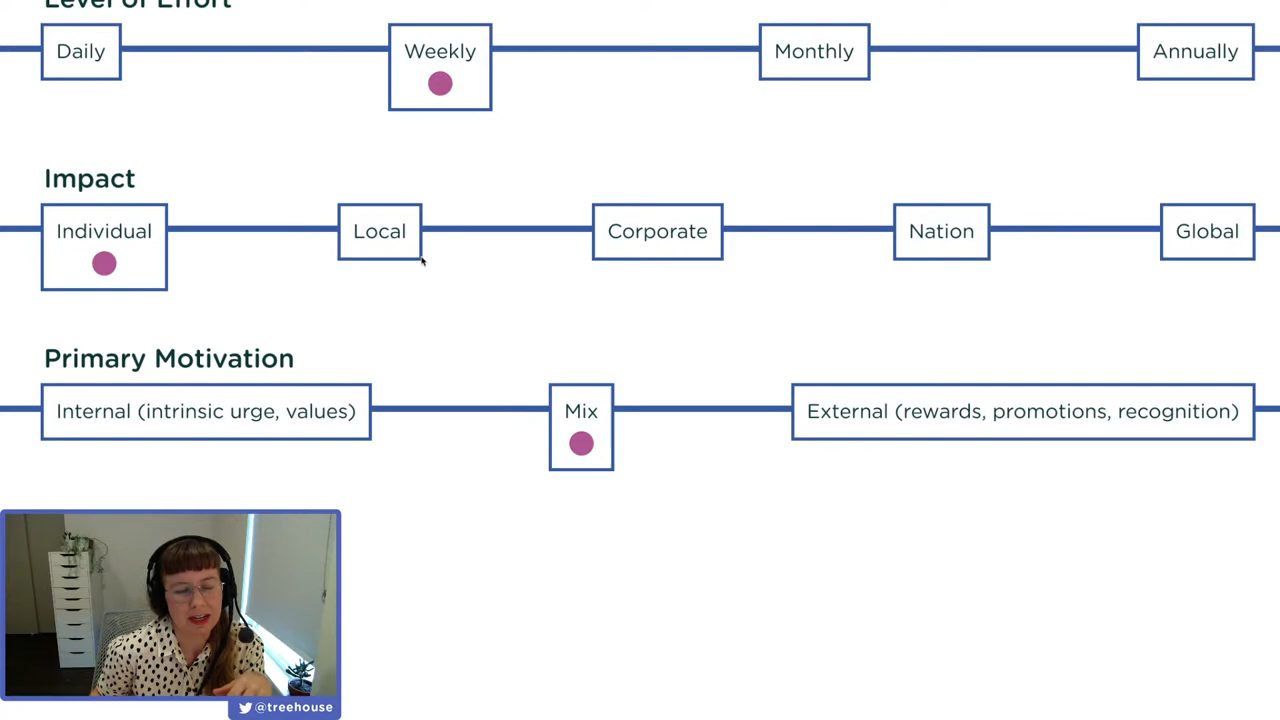 Level of Effort
Daily
Weekly
Monthly
Annually
Impact
Individual
Local
Corporate
Nation
Global
Primary Motivation
Internal (intrinsic urge, values)
Mix
External (rewards, promotions, recognition)
@treehouse